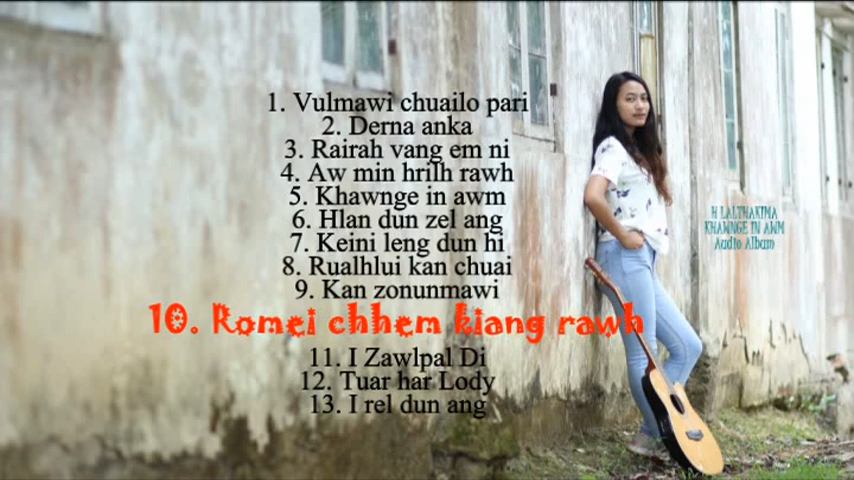 1. Vulmawi chuailo pari
2. Derna anka
3. Rairah vang em ni
4. Aw min hrilh rawh
5. Khawnge in awm
6. Hlan dun zel ang
7. Keini leng dun hi
8. Rualhlui kan chuai
9. Kan zonunmawi
10. Romei chhem kiang rawh
11. I Zawlpal Di
12. Tuar har Lody
13. I rel dun ang
H LALTHAKIMA
KHAWNGE IN AWM
Audio Album